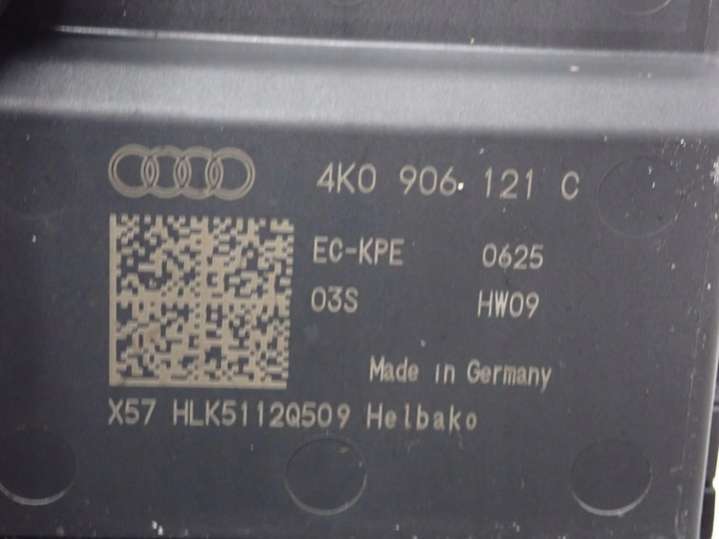 4K0 906 121 C
EC-KPE 0625
03S HW09
Made in Germany
X57 HLK5112Q509 Helbako